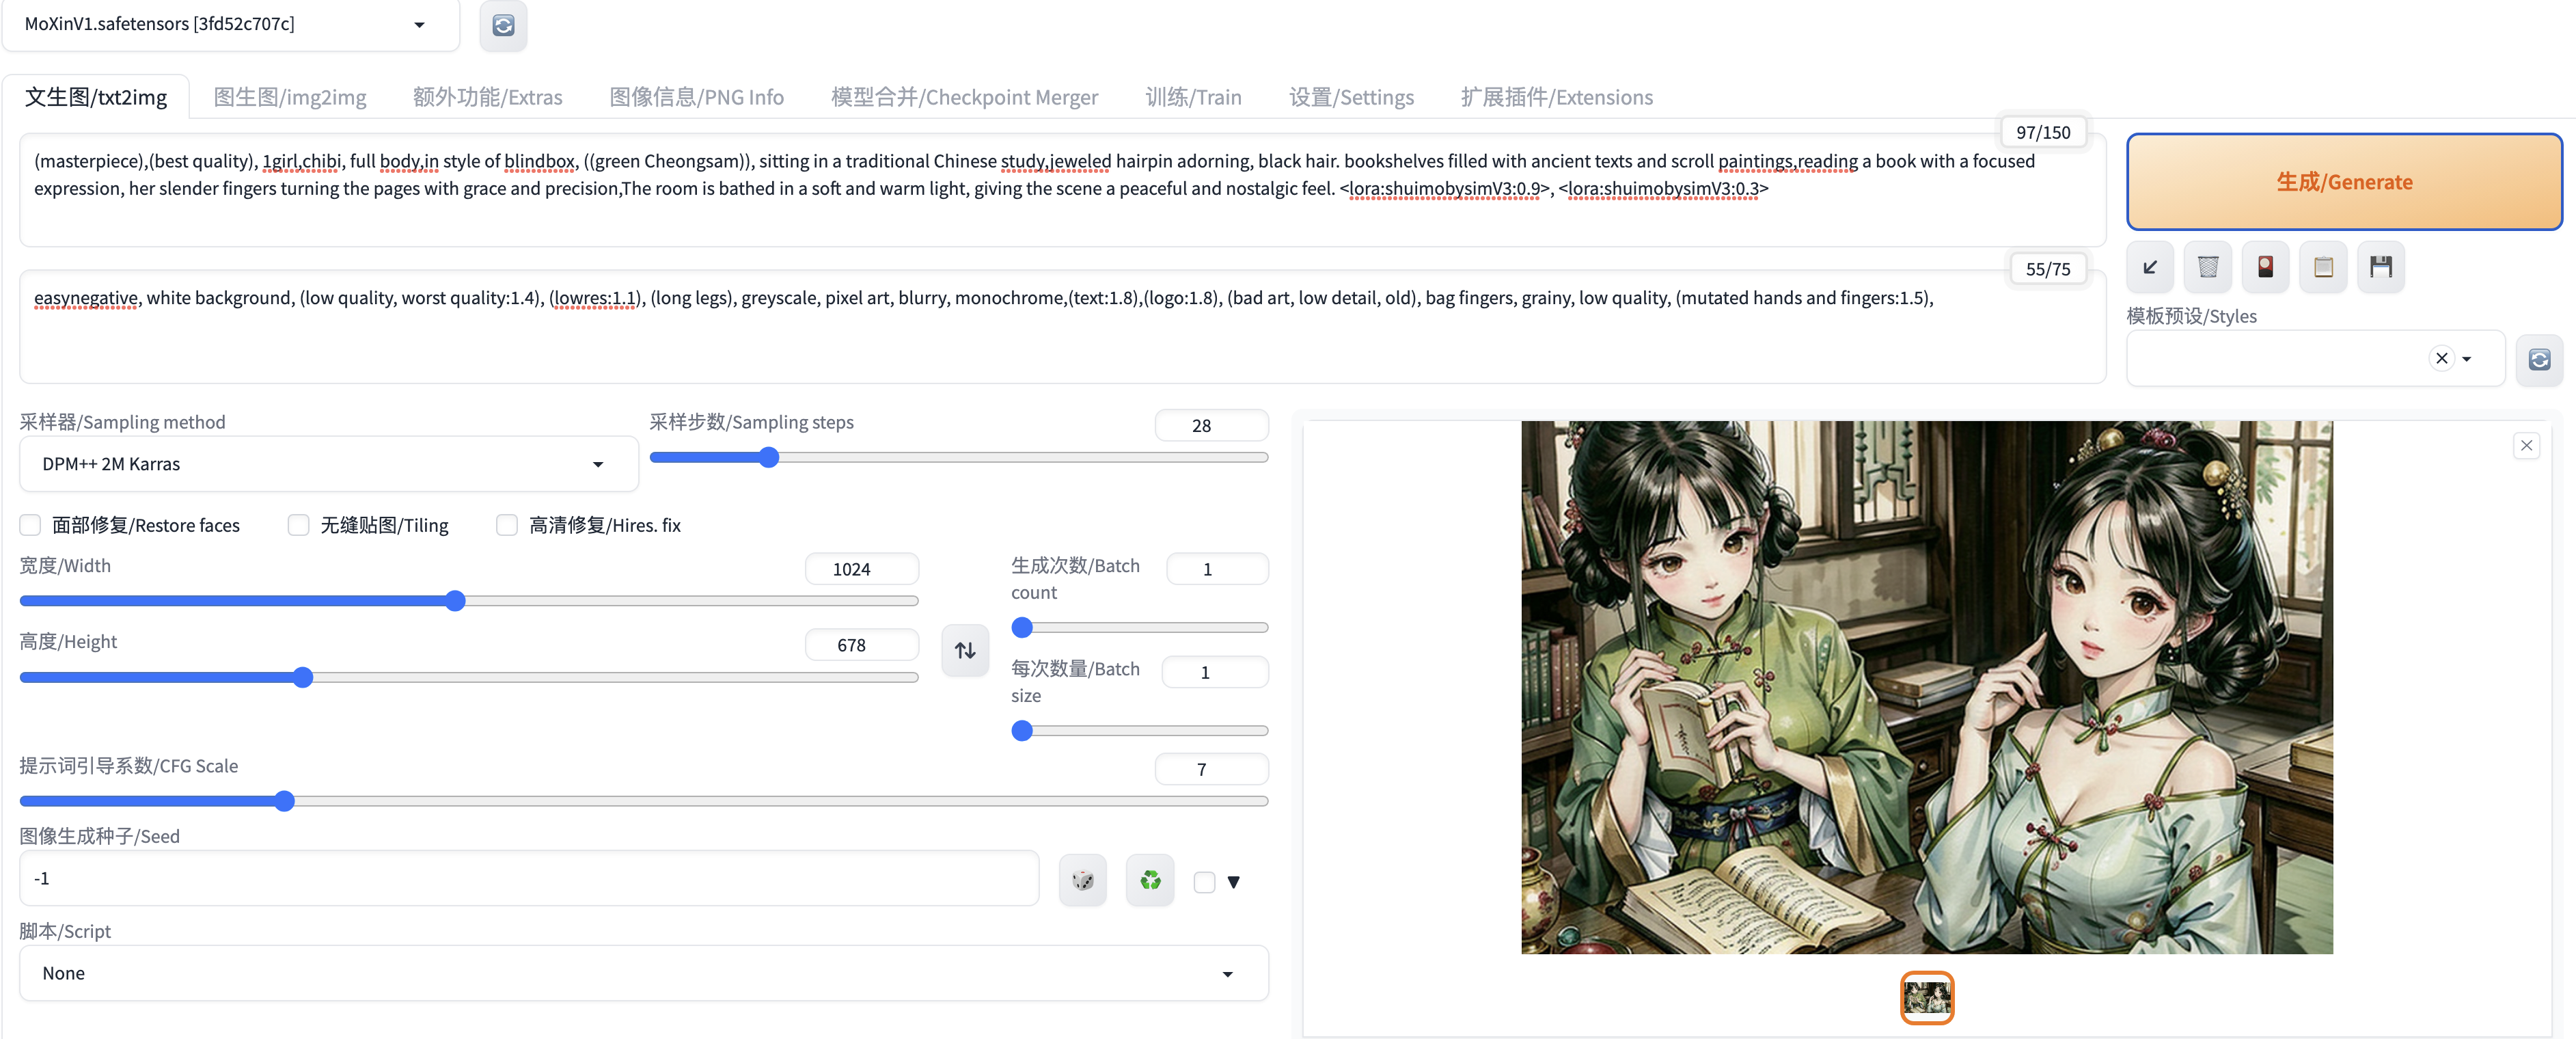 MoXinV1.safetensors [3fd52c707c]
文生图/txt2img
图生图/img2img
额外功能/Extras
图像信息/PNG Info
模型合并/Checkpoint Merger
训练/Train
设置/Settings
扩展插件/Extensions
97/150
(masterpiece),(best quality), 1girl,chibi, full body,in style of blindbox, ((green Cheongsam)), sitting in a traditional Chinese study,jeweled hairpin adorning, black hair. bookshelves filled with ancient texts and scroll paintings,reading a book with a focused
expression, her slender fingers turning the pages with grace and precision,The room is bathed in a soft and warm light, giving the scene a peaceful and nostalgic feel. <lora:shuimobysimV3:0.9>, <lora:shuimobysimV3:0.3>
生成/Generate
55/75
easynegative, white background, (low quality, worst quality:1.4), (lowres:1.1), (long legs), greyscale, pixel art, blurry, monochrome,(text:1.8),(logo:1.8), (bad art, low detail, old), bag fingers, grainy, low quality, (mutated hands and fingers:1.5),
模板预设/Styles
采样器/Sampling method
DPM++ 2M Karras
采样步数/Sampling steps
28
面部修复/Restore faces
无缝贴图/Tiling
高清修复/Hires. fix
宽度/Width
1024
高度/Height
678
生成次数/Batch
count
1
每次数量/Batch
size
1
提示词引导系数/CFG Scale
7
图像生成种子/Seed
-1
脚本/Script
None